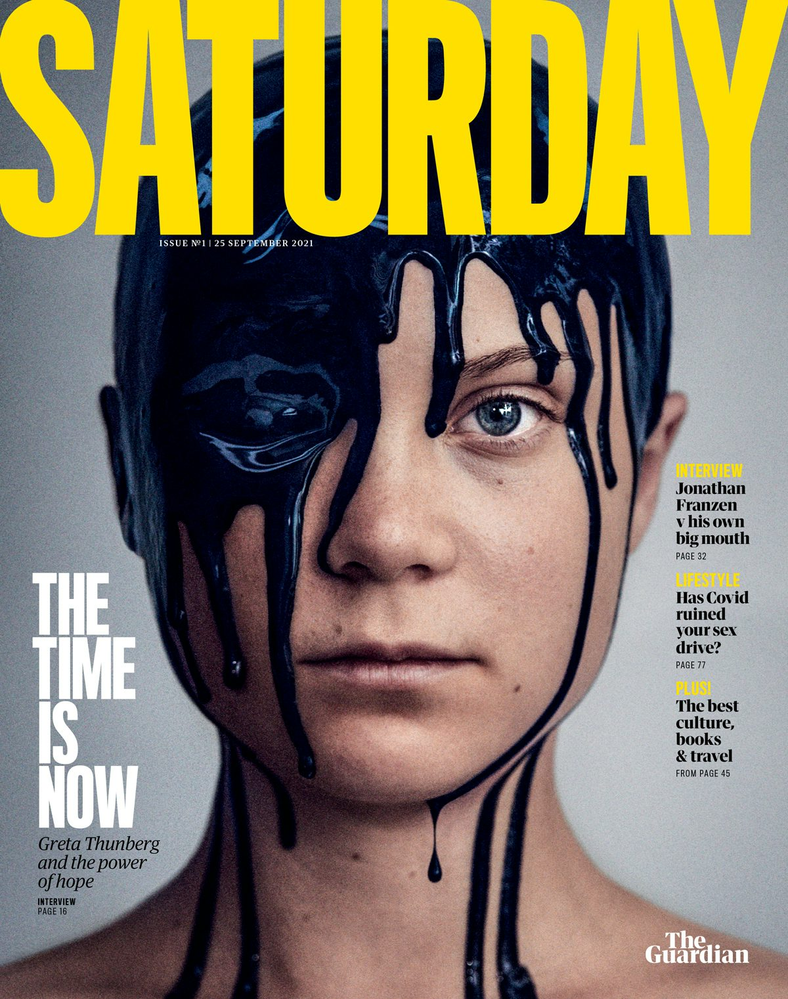 SATURDAY
ISSUE Nº1 | 25 SEPTEMBER 2021
INTERVIEW
Jonathan
Franzen
v his own
big mouth
PAGE 32
LIFESTYLE
Has Covid
ruined
your sex
drive?
PAGE 77
PLUS!
The best
culture,
books
& travel
FROM PAGE 45
THE
TIME
IS
NOW
Greta Thunberg
and the power
of hope
INTERVIEW
PAGE 16
The
Guardian